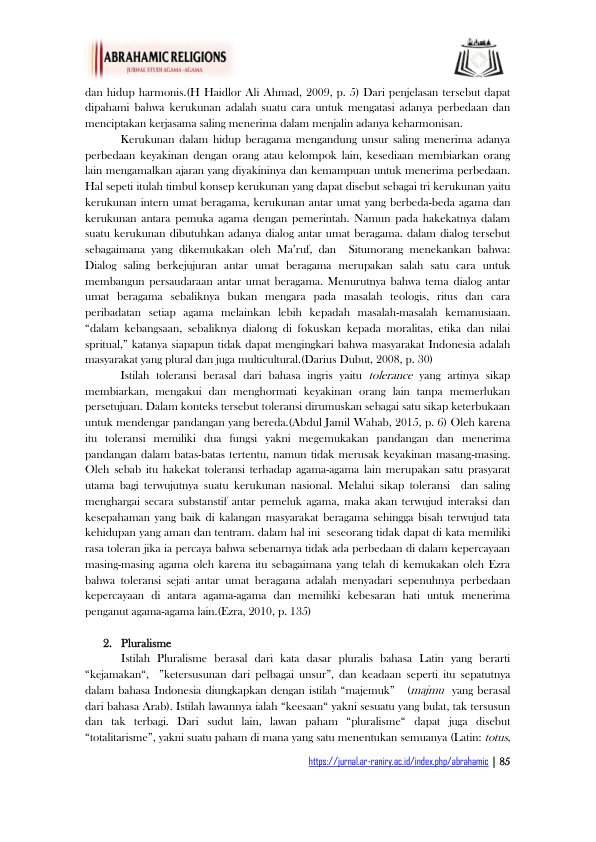 ABRAHAMIC RELIGIONS
JURNAL STUDI AGAMA -AGAMA
dan hidup harmonis.(H Haidlor Ali Ahmad, 2009, p. 5) Dari penjelasan tersebut dapat
dipahami bahwa kerukunan adalah suatu cara untuk mengatasi adanya perbedaan dan
menciptakan kerjasama saling menerima dalam menjalin adanya keharmonisan.
Kerukunan dalam hidup beragama mengandung unsur saling menerima adanya
perbedaan keyakinan dengan orang atau kelompok lain, kesediaan membiarkan orang
lain mengamalkan ajaran yang diyakininya dan kemampuan untuk menerima perbedaan.
Hal sepeti itulah timbul konsep kerukunan yang dapat disebut sebagai tri kerukunan yaitu
kerukunan intern umat beragama, kerukunan antar umat yang berbeda-beda agama dan
kerukunan antara pemuka agama dengan pemerintah. Namun pada hakekatnya dalam
suatu kerukunan dibutuhkan adanya dialog antar umat beragama. dalam dialog tersebut
sebagaimana yang dikemukakan oleh Ma'ruf, dan  Situmorang menekankan bahwa:
Dialog saling berkejujuran antar umat beragama merupakan salah satu cara untuk
membangun persaudaraan antar umat beragama. Menurutnya bahwa tema dialog antar
umat beragama sebaliknya bukan mengara pada masalah teologis, ritus dan cara
peribadatan setiap agama melainkan lebih kepadah masalah-masalah kemanusiaan.
“dalam kebangsaan, sebaliknya dialong di fokuskan kepada moralitas, etika dan nilai
spritual,” katanya siapapun tidak dapat mengingkari bahwa masyarakat Indonesia adalah
masyarakat yang plural dan juga multicultural.(Darius Dubut, 2008, p. 30)
Istilah toleransi berasal dari bahasa ingris yaitu tolerance yang artinya sikap
membiarkan, mengakui dan menghormati keyakinan orang lain tanpa memerlukan
persetujuan. Dalam konteks tersebut toleransi dirumuskan sebagai satu sikap keterbukaan
untuk mendengar pandangan yang bereda.(Abdul Jamil Wahab, 2015, p. 6) Oleh karena
itu toleransi memiliki dua fungsi yakni megemukakan pandangan dan menerima
pandangan dalam batas-batas tertentu, namun tidak merusak keyakinan masang-masing.
Oleh sebab itu hakekat toleransi terhadap agama-agama lain merupakan satu prasyarat
utama bagi terwujutnya suatu kerukunan nasional. Melalui sikap toleransi  dan saling
menghargai secara substanstif antar pemeluk agama, maka akan terwujud interaksi dan
kesepahaman yang baik di kalangan masyarakat beragama sehingga bisah terwujud tata
kehidupan yang aman dan tentram. dalam hal ini  seseorang tidak dapat di kata memiliki
rasa toleran jika ia percaya bahwa sebenarnya tidak ada perbedaan di dalam kepercayaan
masing-masing agama oleh karena itu sebagaimana yang telah di kemukakan oleh Ezra
bahwa toleransi sejati antar umat beragama adalah menyadari sepenuhnya perbedaan
kepercayaan di antara agama-agama dan memiliki kebesaran hati untuk menerima
penganut agama-agama lain.(Ezra, 2010, p. 135)
2. Pluralisme
Istilah Pluralisme berasal dari kata dasar pluralis bahasa Latin yang berarti
“kejamakan“,  ”ketersusunan dari pelbagai unsur”, dan keadaan seperti itu sepatutnya
dalam bahasa Indonesia diungkapkan dengan istilah “majemuk”  (majmu  yang berasal
dari bahasa Arab). Istilah lawannya ialah “keesaan“ yakni sesuatu yang bulat, tak tersusun
dan tak terbagi. Dari sudut lain, lawan paham “pluralisme“ dapat juga disebut
“totalitarisme”, yakni suatu paham di mana yang satu menentukan semuanya (Latin: totus,
https://jurnal.ar-raniry.ac.id/index.php/abrahamic | 85